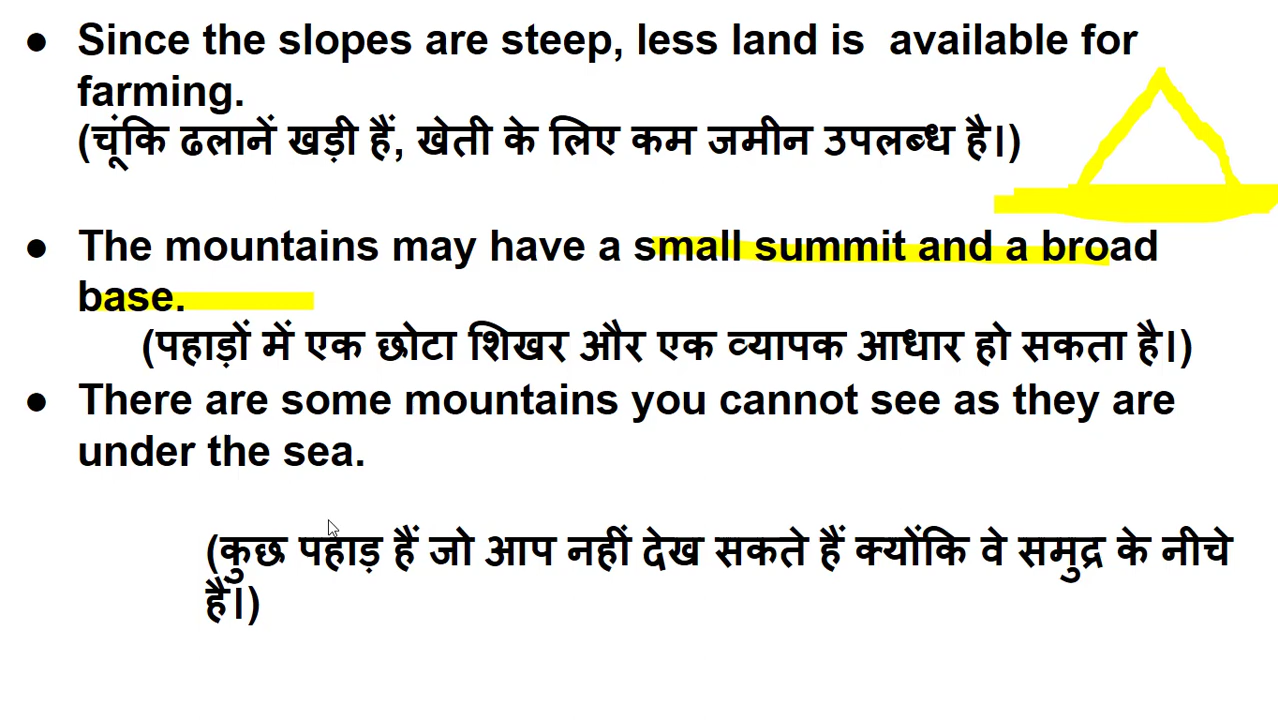 ● Since the slopes are steep, less land is available for
farming.
(चूंकि ढलानें खड़ी हैं, खेती के लिए कम जमीन उपलब्ध है।)
● The mountains may have a small summit and a broad
base.
(पहाड़ों में एक छोटा शिखर और एक व्यापक आधार हो सकता है।)
● There are some mountains you cannot see as they are
under the sea.
(कुछ पहाड़ हैं जो आप नहीं देख सकते हैं क्योंकि वे समुद्र के नीचे
है।)